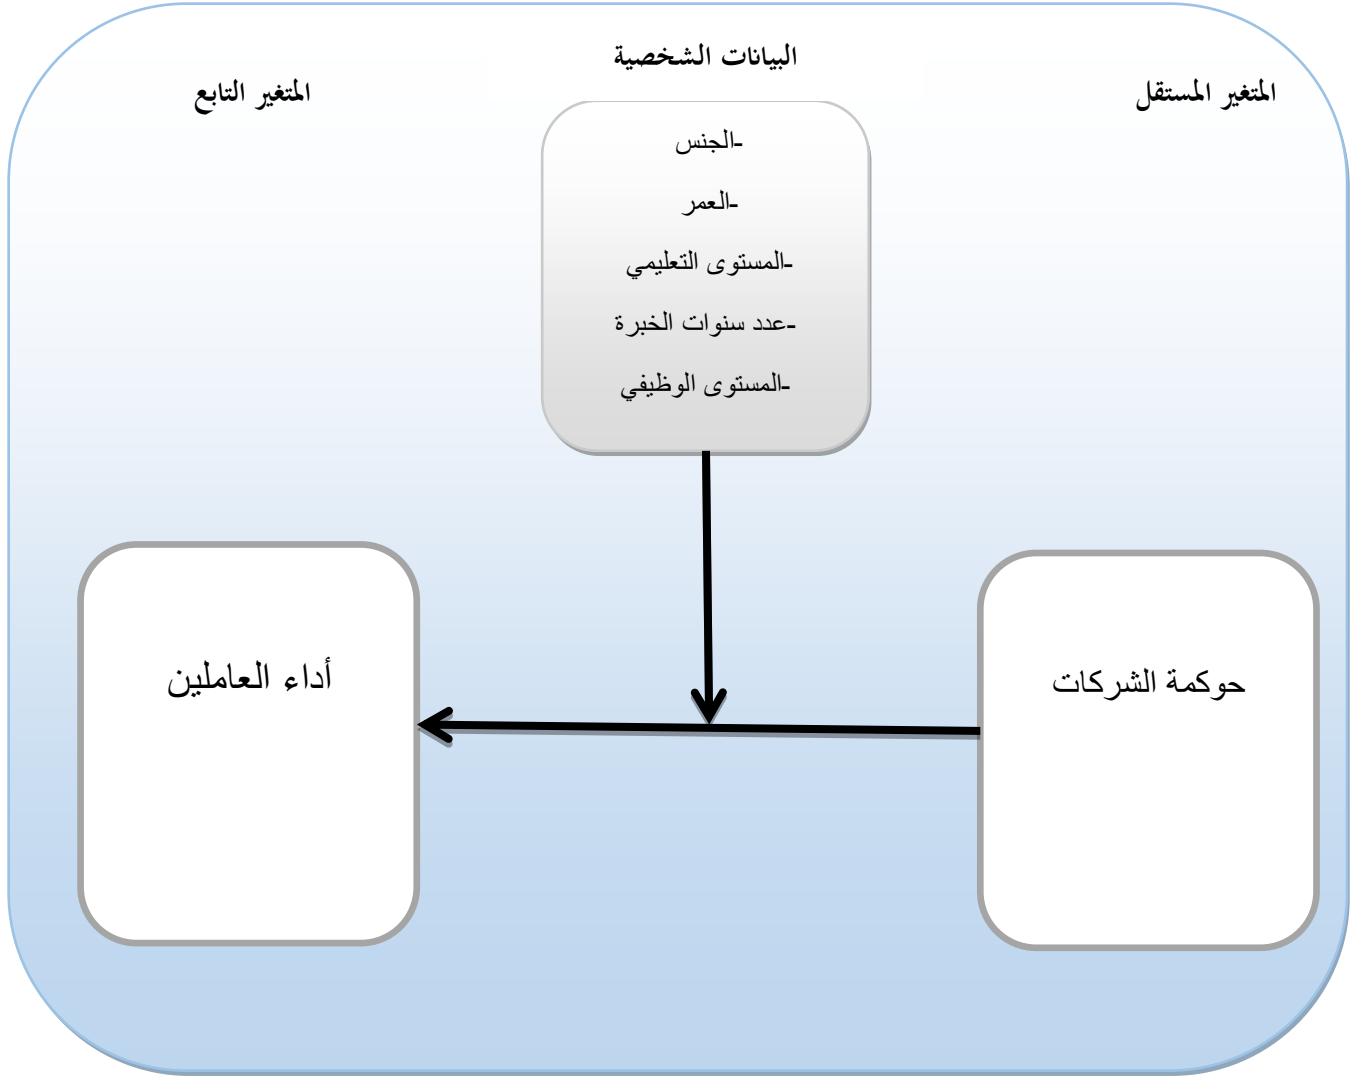 البيانات الشخصية
المتغير المستقل
المتغير التابع
-الجنس
-العمر
-المستوى التعليمي
-عدد سنوات الخبرة
-المستوى الوظيفي
حوكمة الشركات
أداء العاملين